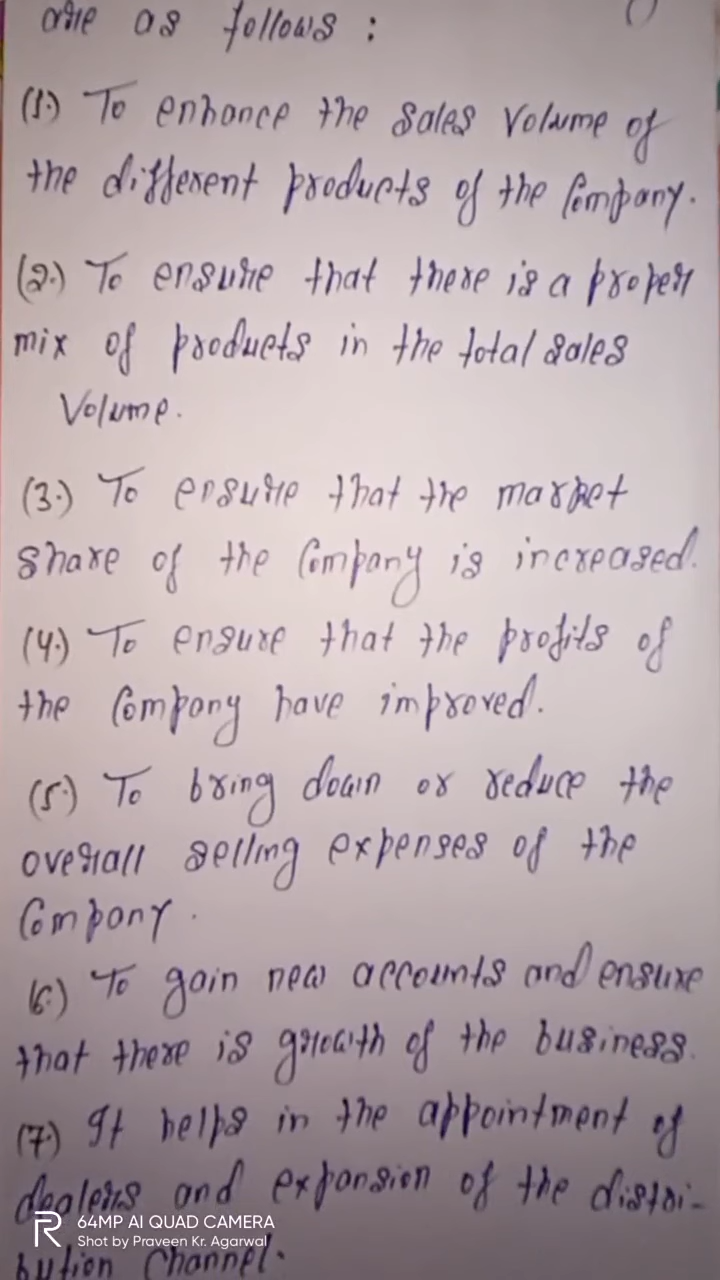 are as follows :
(1.) To enhance the sales Volume of
the different products of the Company.
(2.) To ensure that there is a proper
mix of products in the total sales
Volume.
(3.) To ensure that the market
share of the Company is increased.
(4.) To ensure that the profits of
the Company have improved.
(5.) To bring down or reduce the
overall selling expenses of the
Company.
(6.) To gain new accounts and ensure
that there is growth of the business.
(7.) It helps in the appointment of
dealers and expansion of the distri-
bution Channel.
64MP AI QUAD CAMERA
Shot by Praveen Kr. Agarwal